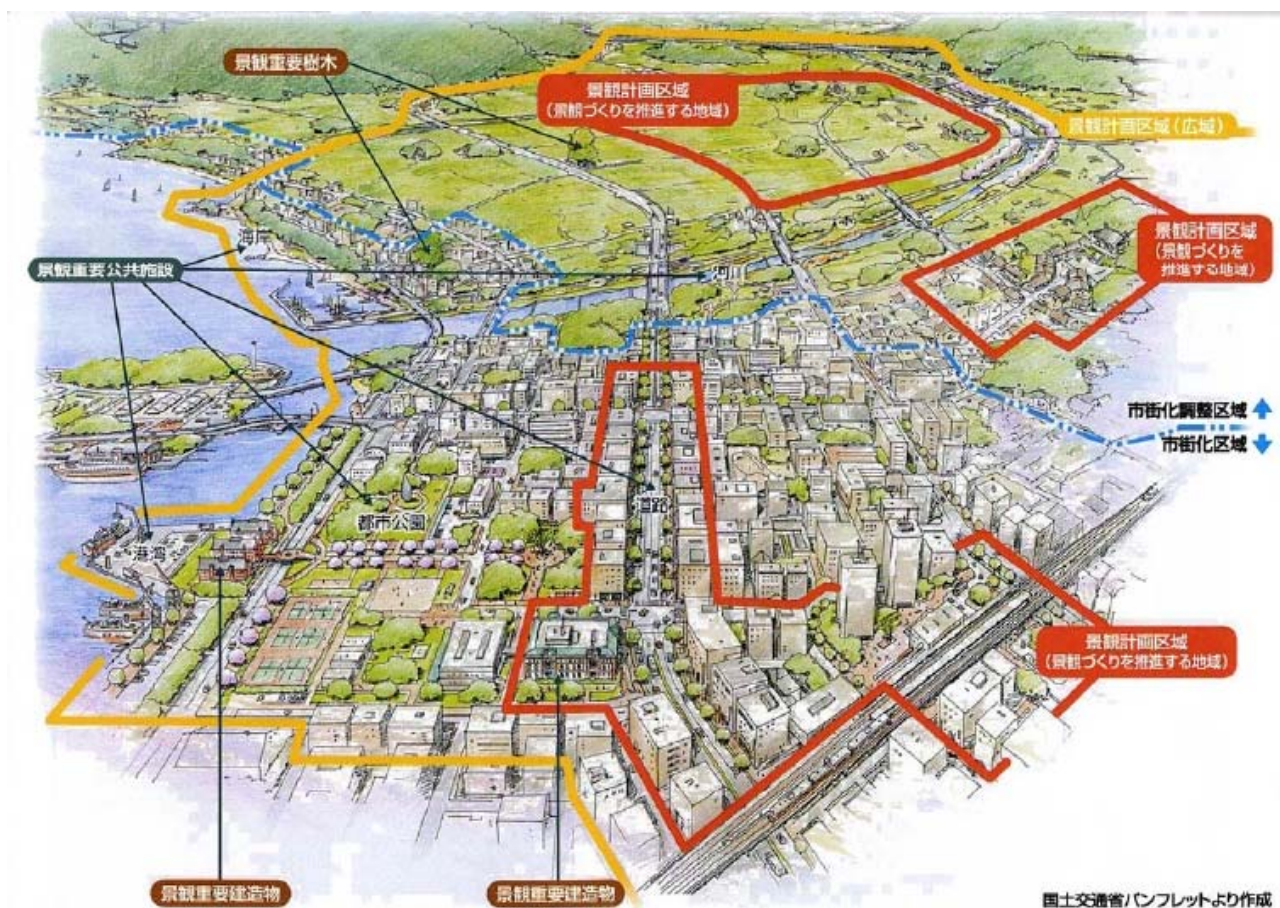 景観重要樹木
景観計画区域
(景観づくりを推進する地域)
景観計画区域(広域)
海岸
景観計画区域
(景観づくりを
推進する地域)
景観重要公共施設
河川
市街化調整区域
市街化区域
道路
都市公園
港湾
景観計画区域
(景観づくりを推進する地域)
景観重要建造物
景観重要建造物
国土交通省パンフレットより作成